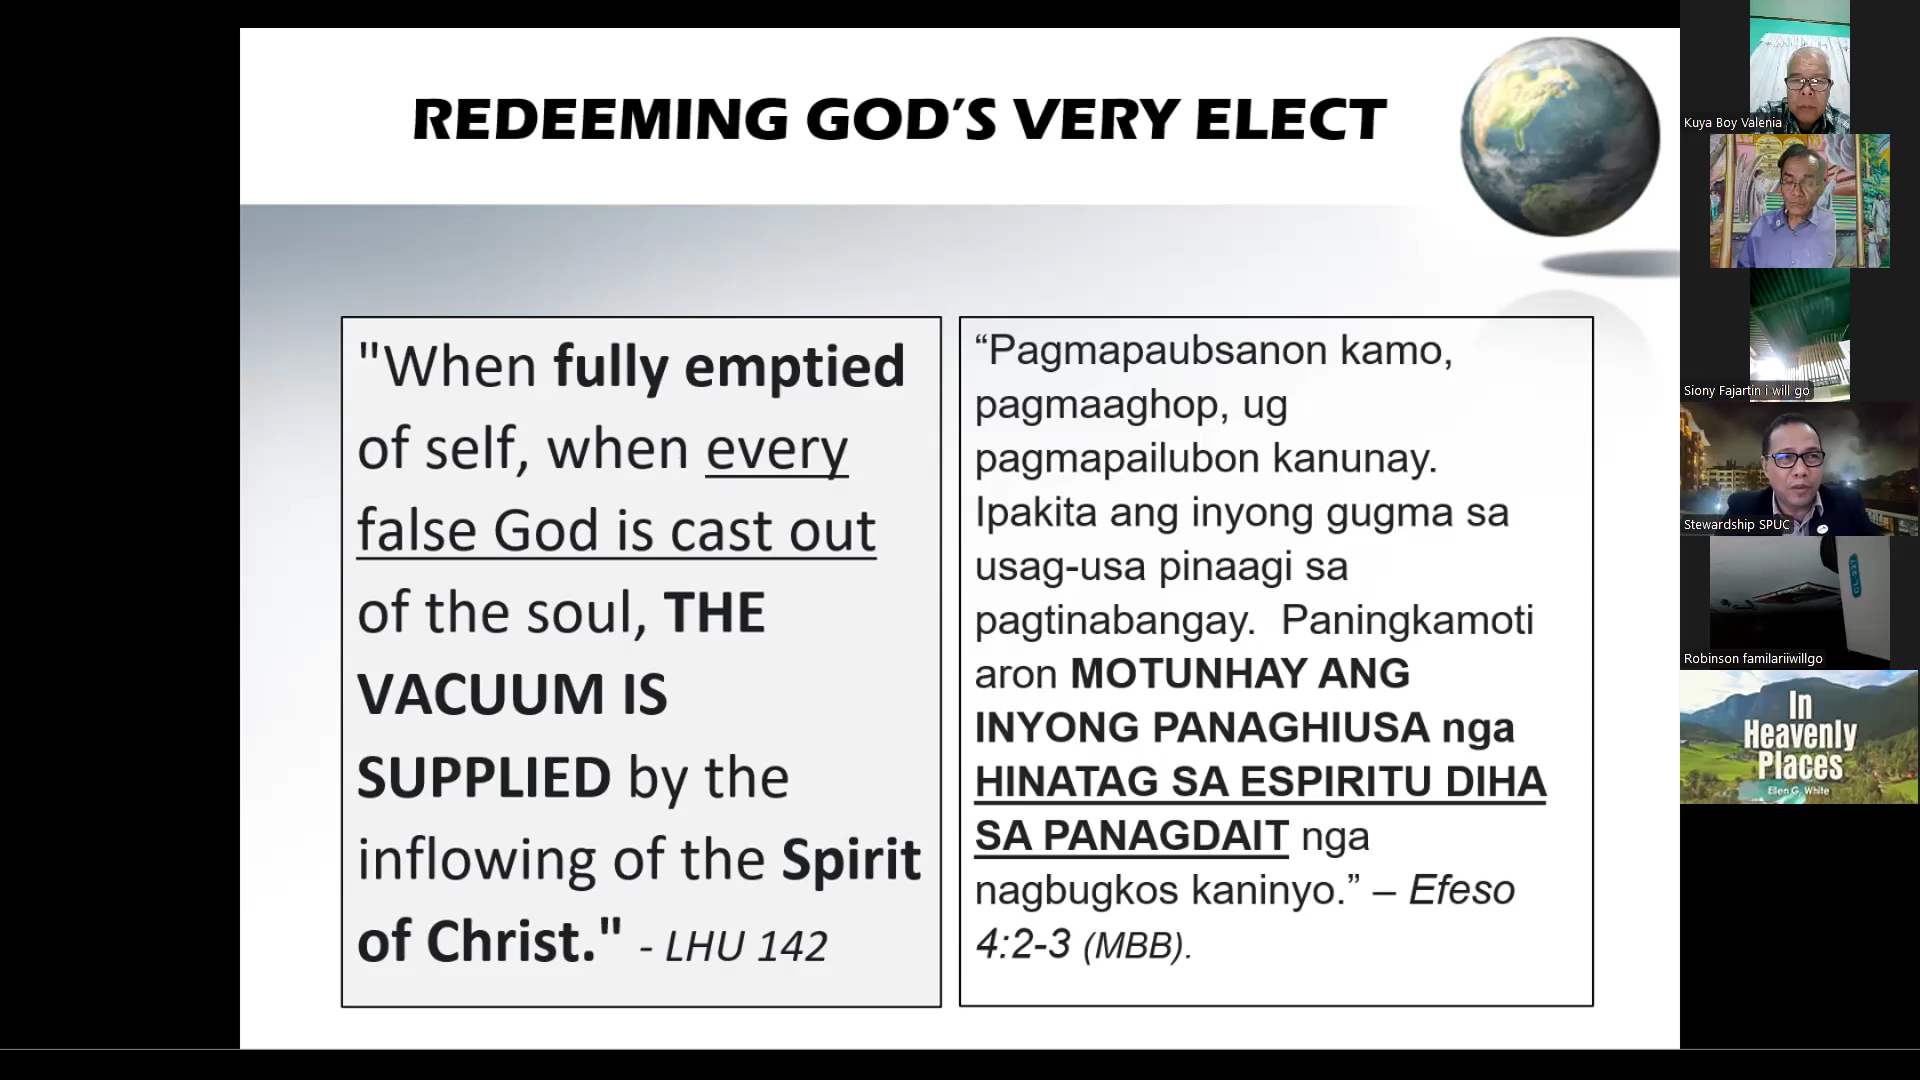 REDEEMING GOD'S VERY ELECT
"When fully emptied
of self, when every
false God is cast out
of the soul, THE
VACUUM IS
SUPPLIED by the
inflowing of the Spirit
of Christ." - LHU 142
“Pagmapaubsanon kamo,
pagmaaghop, ug
pagmapailubon kanunay.
Ipakita ang inyong gugma sa
usag-usa pinaagi sa
pagtinabangay.  Paningkamoti
aron MOTUNHAY ANG
INYONG PANAGHIUSA nga
HINATAG SA ESPIRITU DIHA
SA PANAGDAIT nga
nagbugkos kaninyo.” – Efeso
4:2-3 (MBB).
Kuya Boy Valenia
Siony Fajartin i will go
Stewardship SPUC
Robinson familariiwillgo
In
Heavenly
Places
Ellen G. White